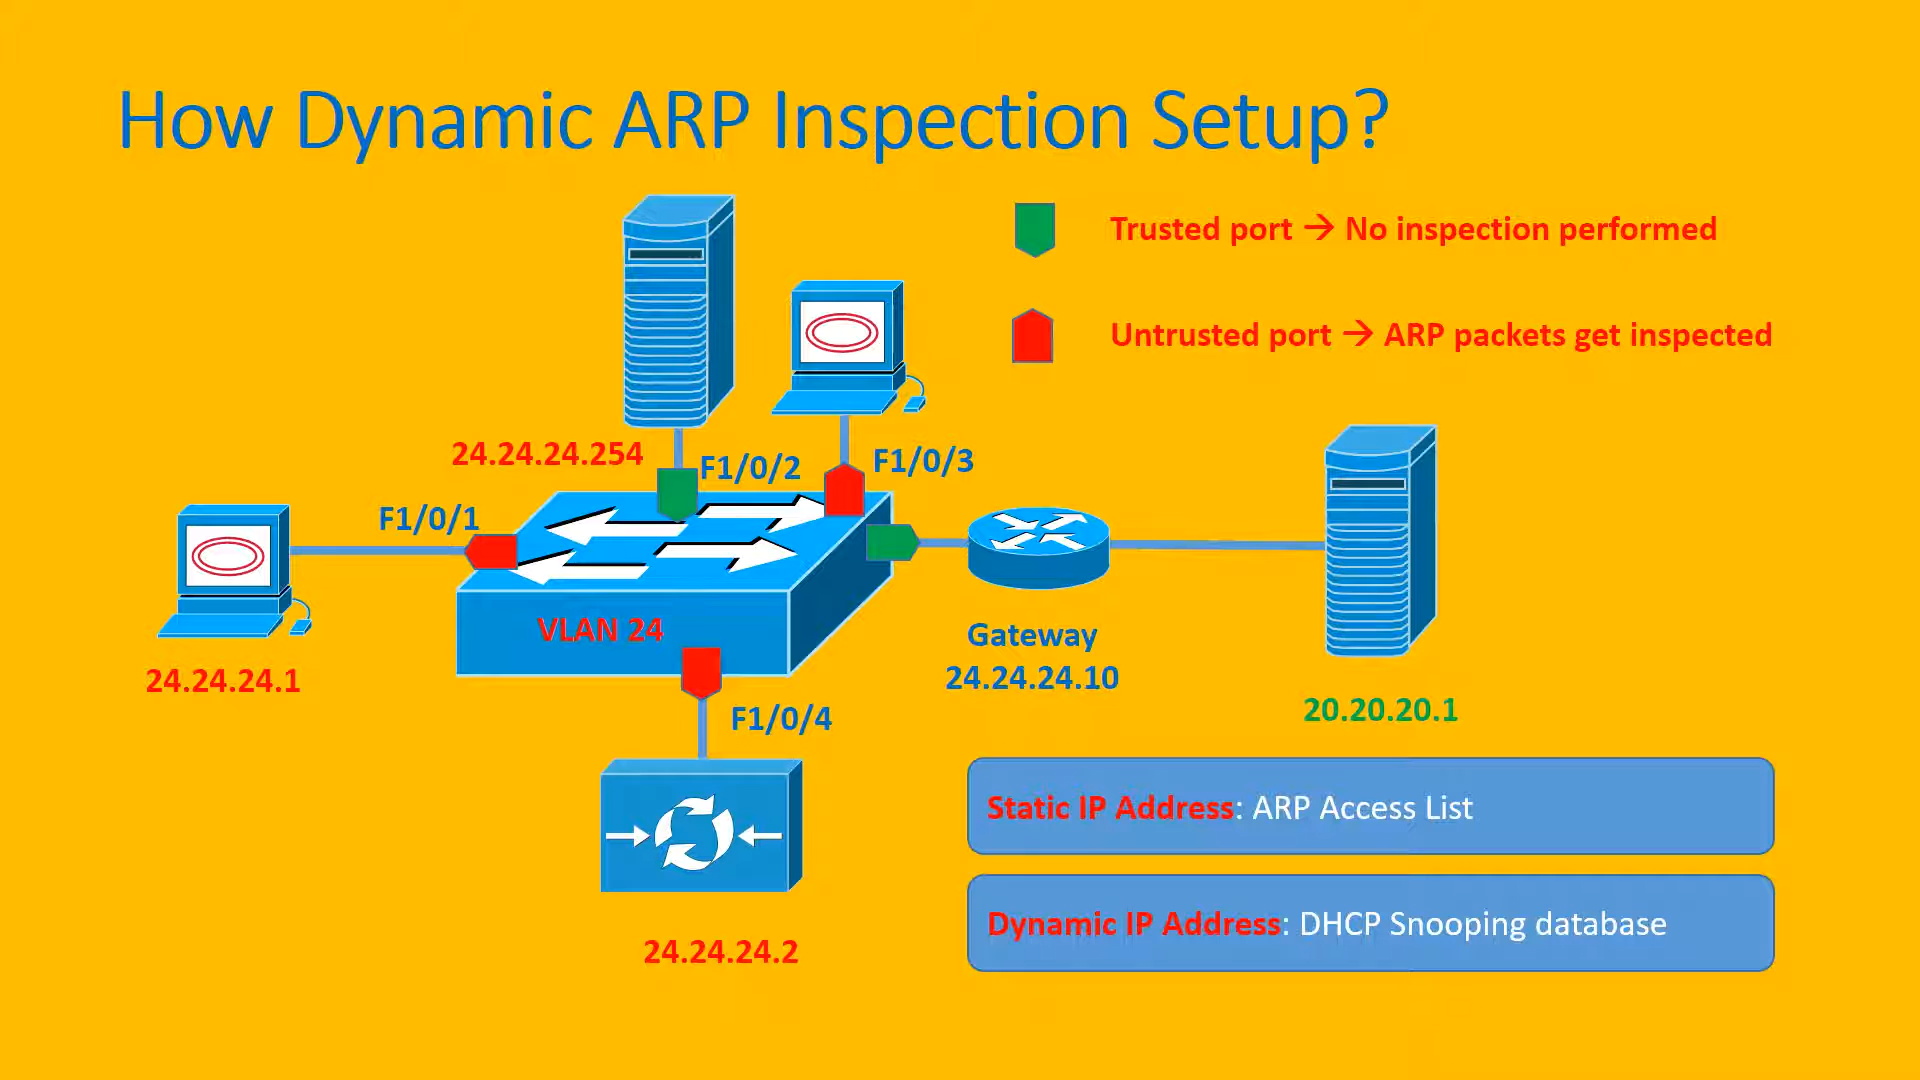 How Dynamic ARP Inspection Setup?
Trusted port → No inspection performed
Untrusted port → ARP packets get inspected
24.24.24.254
F1/0/2
F1/0/3
F1/0/1
VLAN 24
24.24.24.1
Gateway
24.24.24.10
20.20.20.1
F1/0/4
24.24.24.2
Static IP Address: ARP Access List
Dynamic IP Address: DHCP Snooping database